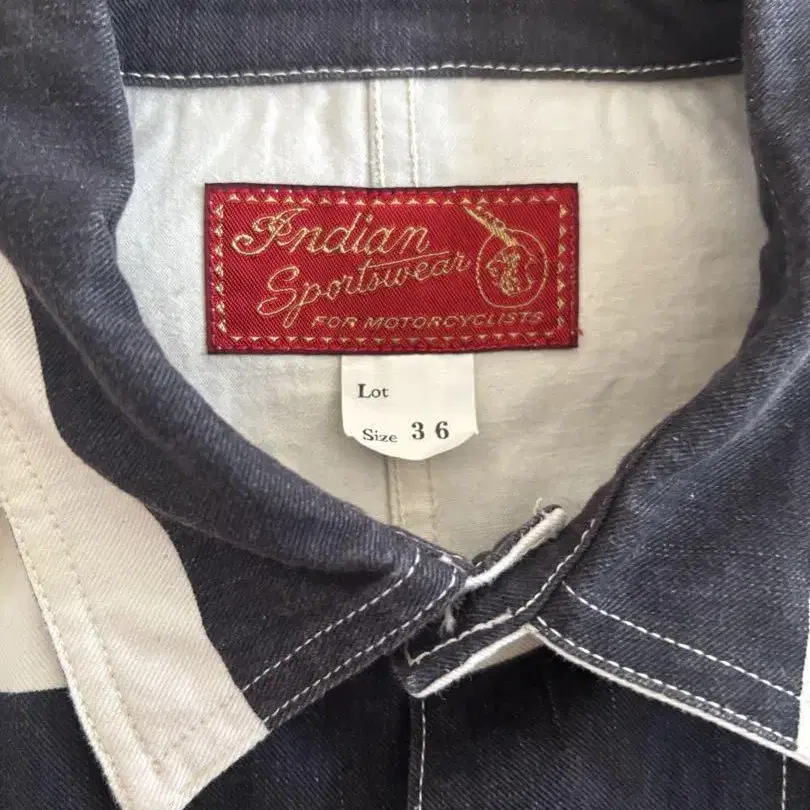 Indian
Sportswear
FOR MOTORCYCLISTS
Lot
Size 36